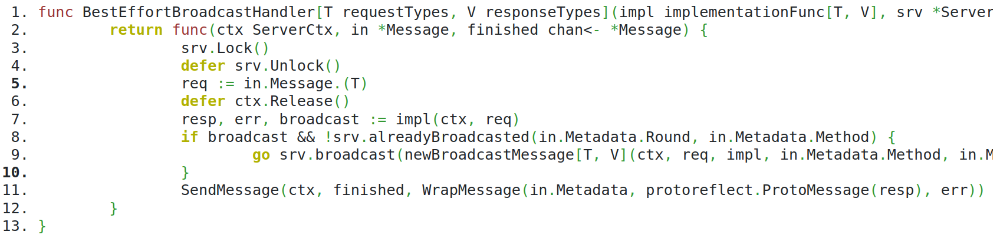 1. func BestEffortBroadcastHandler[T requestTypes, V responseTypes](impl implementationFunc[T, V], srv *Server
2. return func(ctx ServerCtx, in *Message, finished chan<- *Message) {
3. srv.Lock()
4. defer srv.Unlock()
5. req := in.Message.(T)
6. defer ctx.Release()
7. resp, err, broadcast := impl(ctx, req)
8. if broadcast && !srv.alreadyBroadcasted(in.Metadata.Round, in.Metadata.Method) {
9. go srv.broadcast(newBroadcastMessage[T, V](ctx, req, impl, in.Metadata.Method, in.M
10. }
11. SendMessage(ctx, finished, WrapMessage(in.Metadata, protoreflect.ProtoMessage(resp), err))
12. }
13. }